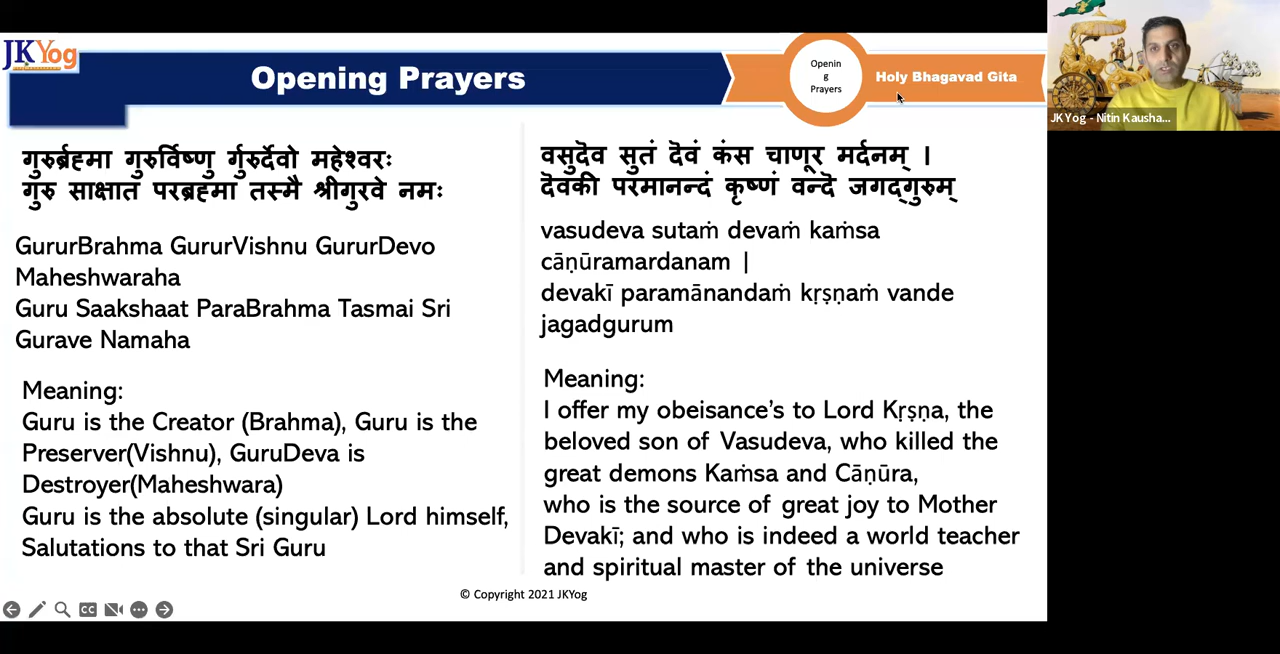 JKYog
Opening Prayers
Openin
g
Prayers
Holy Bhagavad Gita
JKYog - Nitin Kausha...
गुरुर्ब्रह्मा गुरुर्विष्णु र्गुरुर्देवो महेश्वरः
गुरु साक्षात परब्रह्मा तस्मै श्रीगुरवे नमः
GururBrahma GururVishnu GururDevo
Maheshwaraha
Guru Saakshaat ParaBrahma Tasmai Sri
Gurave Namaha
Meaning:
Guru is the Creator (Brahma), Guru is the
Preserver(Vishnu), GuruDeva is
Destroyer(Maheshwara)
Guru is the absolute (singular) Lord himself,
Salutations to that Sri Guru
वसुदॆव सुतं दॆवं कंस चाणूर मर्दनम् ।
दॆवकी परमानन्दं कृष्णं वन्दॆ जगद्गुरुम्
vasudeva sutaṁ devaṁ kaṁsa
cāṇūramardanam |
devakī paramānandaṁ kṛṣṇaṁ vande
jagadgurum
Meaning:
I offer my obeisance’s to Lord Kṛṣṇa, the
beloved son of Vasudeva, who killed the
great demons Kaṁsa and Cāṇūra,
who is the source of great joy to Mother
Devakī; and who is indeed a world teacher
and spiritual master of the universe
© Copyright 2021 JKYog
CC